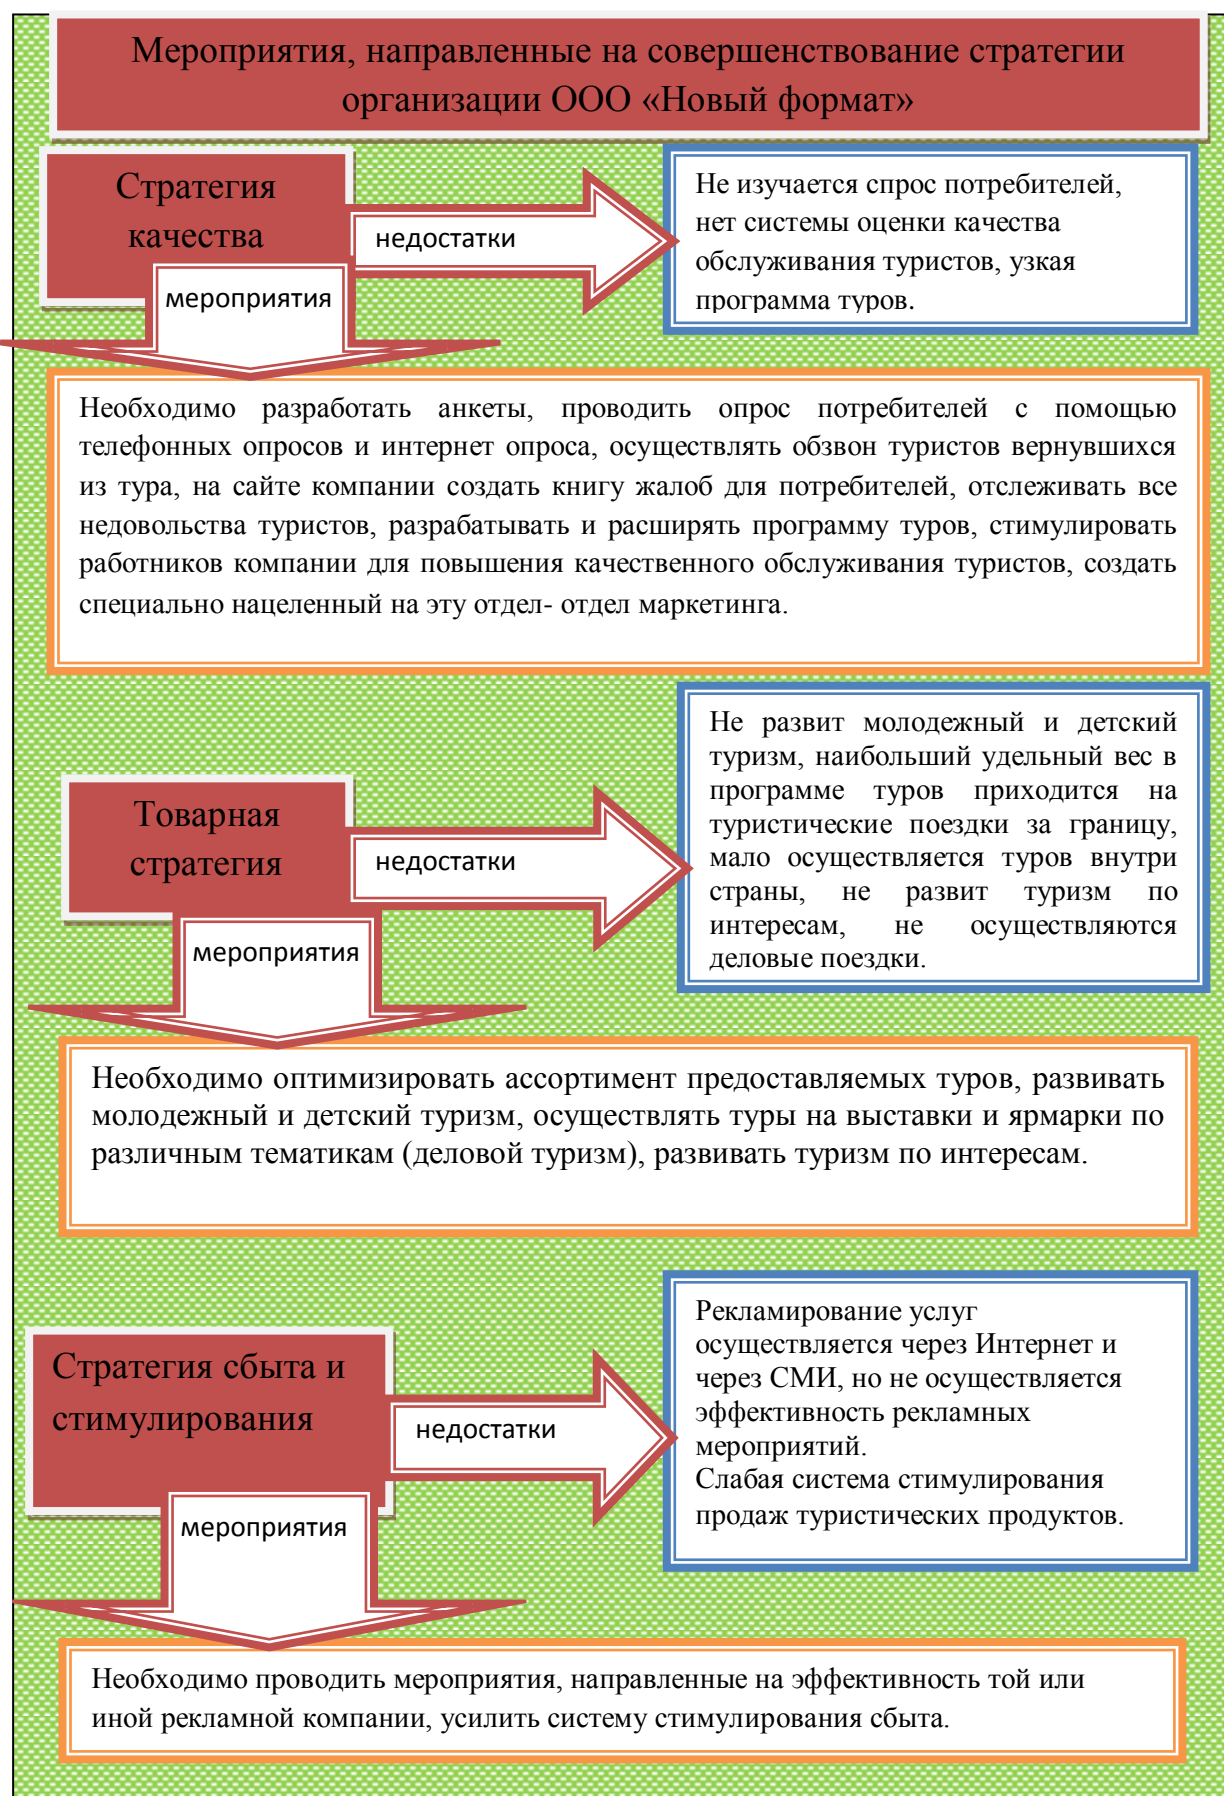 Мероприятия, направленные на совершенствование стратегии
организации ООО «Новый формат»
Стратегия
качества
недостатки
Не изучается спрос потребителей,
нет системы оценки качества
обслуживания туристов, узкая
программа туров.
мероприятия
Необходимо разработать анкеты, проводить опрос потребителей с помощью
телефонных опросов и интернет опроса, осуществлять обзвон туристов вернувшихся
из тура, на сайте компании создать книгу жалоб для потребителей, отслеживать все
недовольства туристов, разрабатывать и расширять программу туров, стимулировать
работников компании для повышения качественного обслуживания туристов, создать
специально нацеленный на эту отдел- отдел маркетинга.
Товарная
стратегия
недостатки
Не развит молодежный и детский
туризм, наибольший удельный вес в
программе туров приходится на
туристические поездки за границу,
мало осуществляется туров внутри
страны, не развит туризм по
интересам, не осуществляются
деловые поездки.
мероприятия
Необходимо оптимизировать ассортимент предоставляемых туров, развивать
молодежный и детский туризм, осуществлять туры на выставки и ярмарки по
различным тематикам (деловой туризм), развивать туризм по интересам.
Стратегия сбыта и
стимулирования
недостатки
Рекламирование услуг
осуществляется через Интернет и
через СМИ, но не осуществляется
эффективность рекламных
мероприятий.
Слабая система стимулирования
продаж туристических продуктов.
мероприятия
Необходимо проводить мероприятия, направленные на эффективность той или
иной рекламной компании, усилить систему стимулирования сбыта.